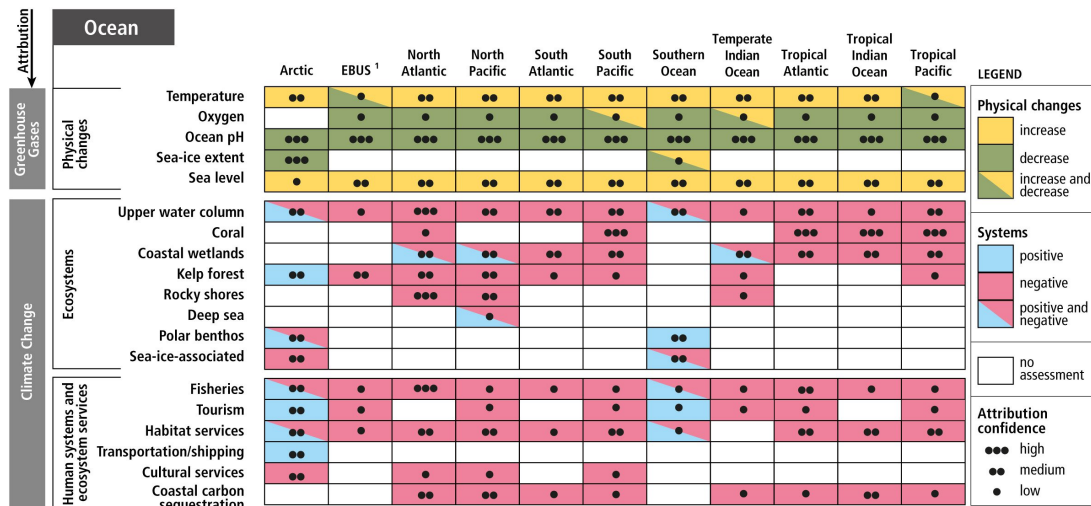 Attrbution
Ocean
Arctic
EBUS 1
North
Atlantic
North
Pacific
South
Atlantic
South
Pacific
Southern
Ocean
Temperate
Indian
Ocean
Tropical
Atlantic
Tropical
Indian
Ocean
Tropical
Pacific
Greenhouse
Gases
Physical
changes
Temperature
Oxygen
Ocean pH
Sea-ice extent
Sea level
Climate Change
Ecosystems
Upper water column
Coral
Coastal wetlands
Kelp forest
Rocky shores
Deep sea
Polar benthos
Sea-ice-associated
Human systems and
ecosystem services
Fisheries
Tourism
Habitat services
Transportation/shipping
Cultural services
Coastal carbon
sequestration
LEGEND
Physical changes
increase
decrease
increase and
decrease
Systems
positive
negative
positive and
negative
no
assessment
Attribution
confidence
high
medium
low